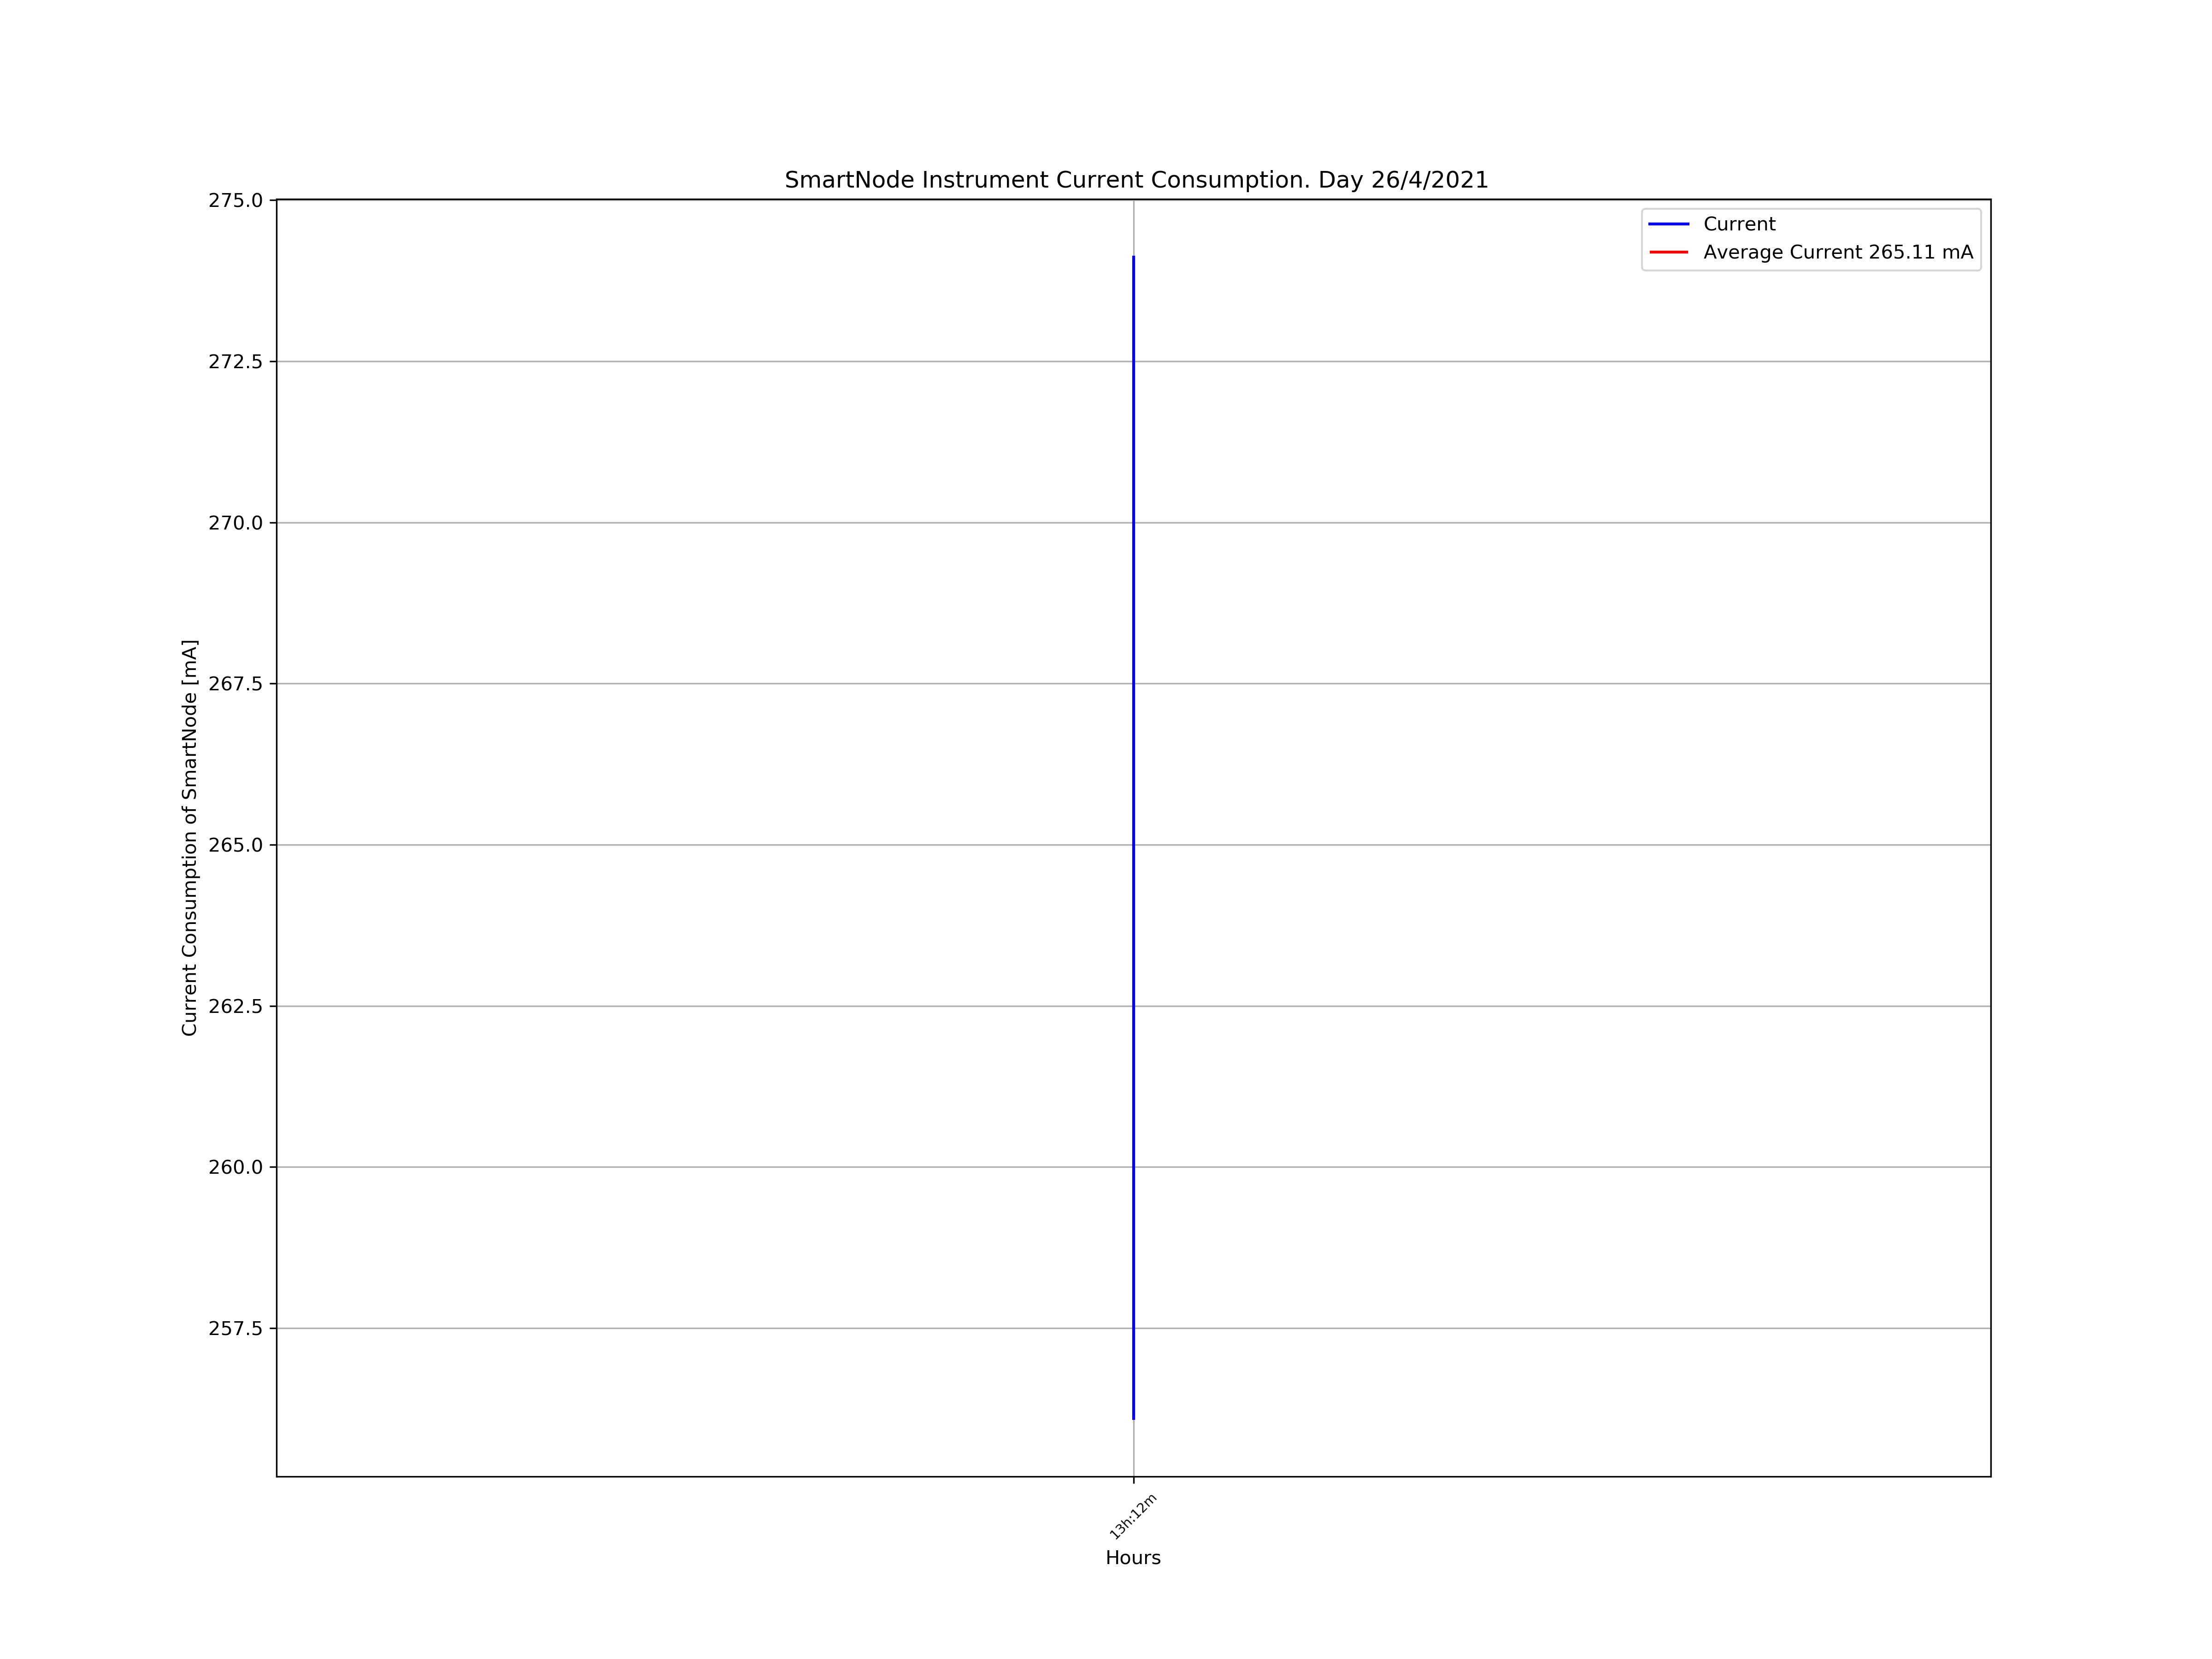 SmartNode Instrument Current Consumption. Day 26/4/2021
Current
Average Current 265.11 mA
275.0
272.5
270.0
267.5
265.0
262.5
260.0
257.5
Current Consumption of SmartNode [mA]
13h:12m
Hours